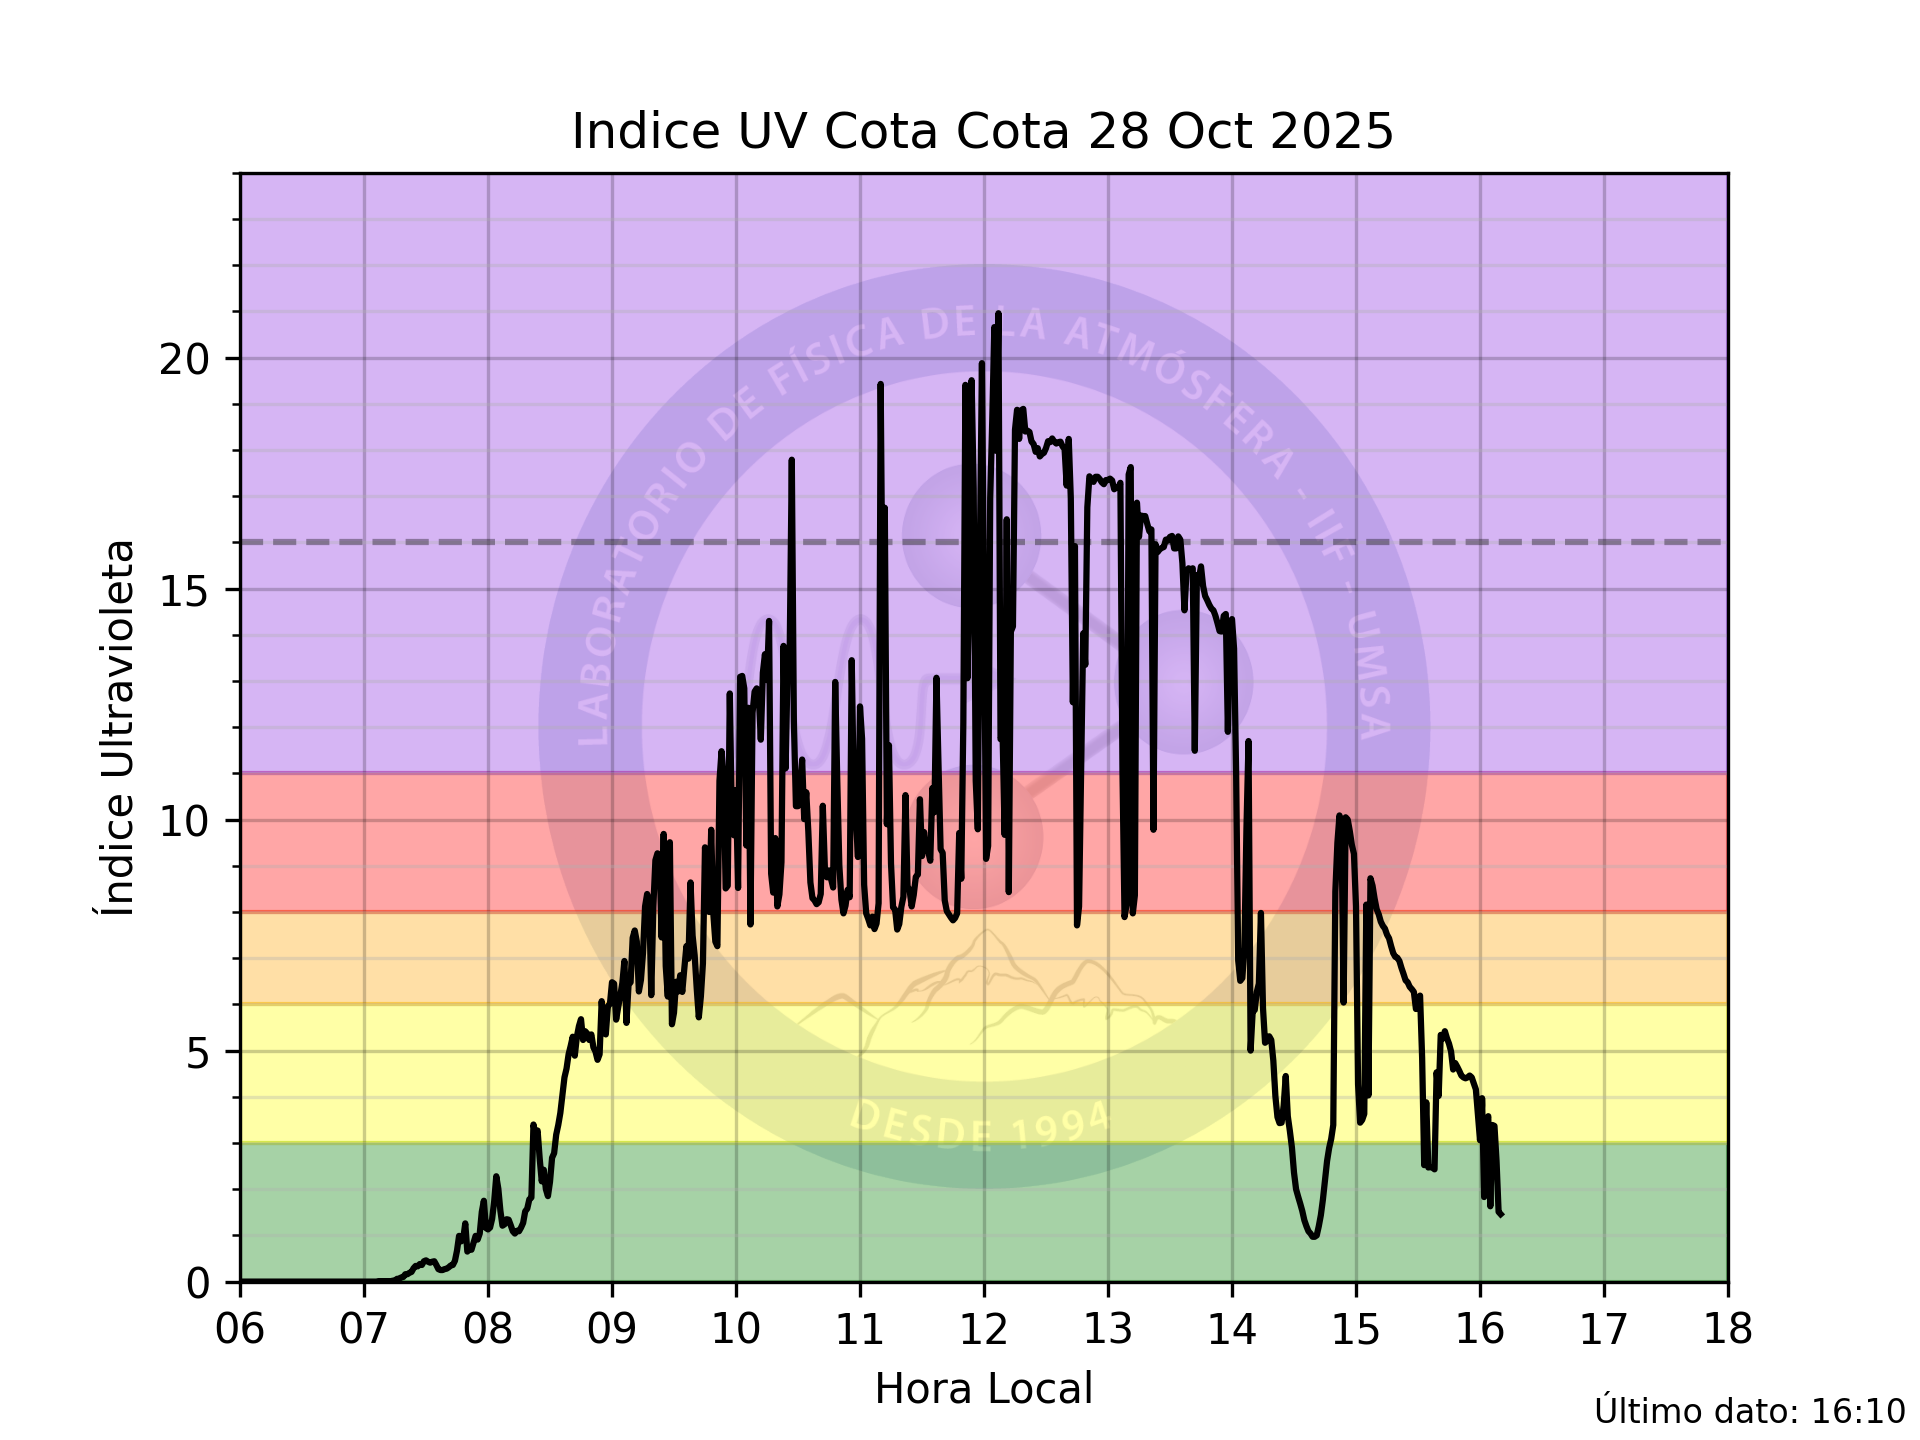 Indice UV Cota Cota 28 Oct 2025
Índice Ultravioleta
20
15
10
5
0
LABORATORIO DE FÍSICA DE LA ATMÓSFERA - IIF - UMSA
DESDE 1994
06 07 08 09 10 11 12 13 14 15 16 17 18
Hora Local
Último dato: 16:10